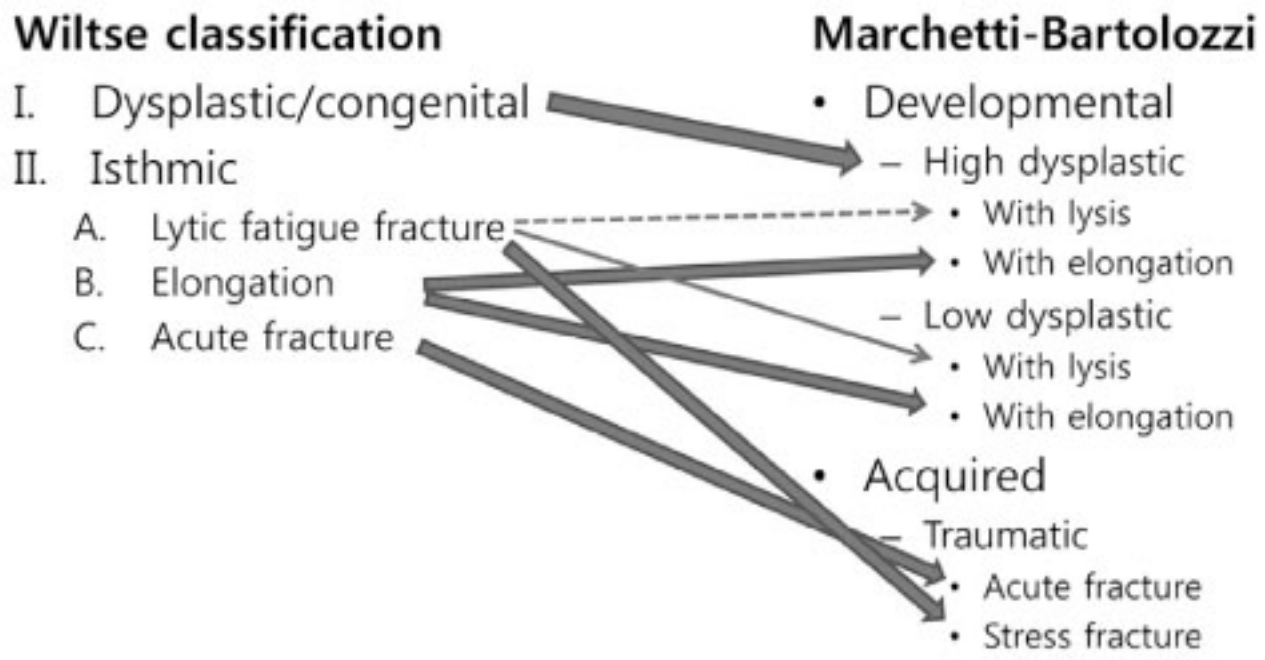 Wiltse classification
I. Dysplastic/congenital
II. Isthmic
A. Lytic fatigue fracture
B. Elongation
C. Acute fracture
Marchetti-Bartolozzi
• Developmental
– High dysplastic
• With lysis
• With elongation
– Low dysplastic
• With lysis
• With elongation
• Acquired
– Traumatic
• Acute fracture
• Stress fracture